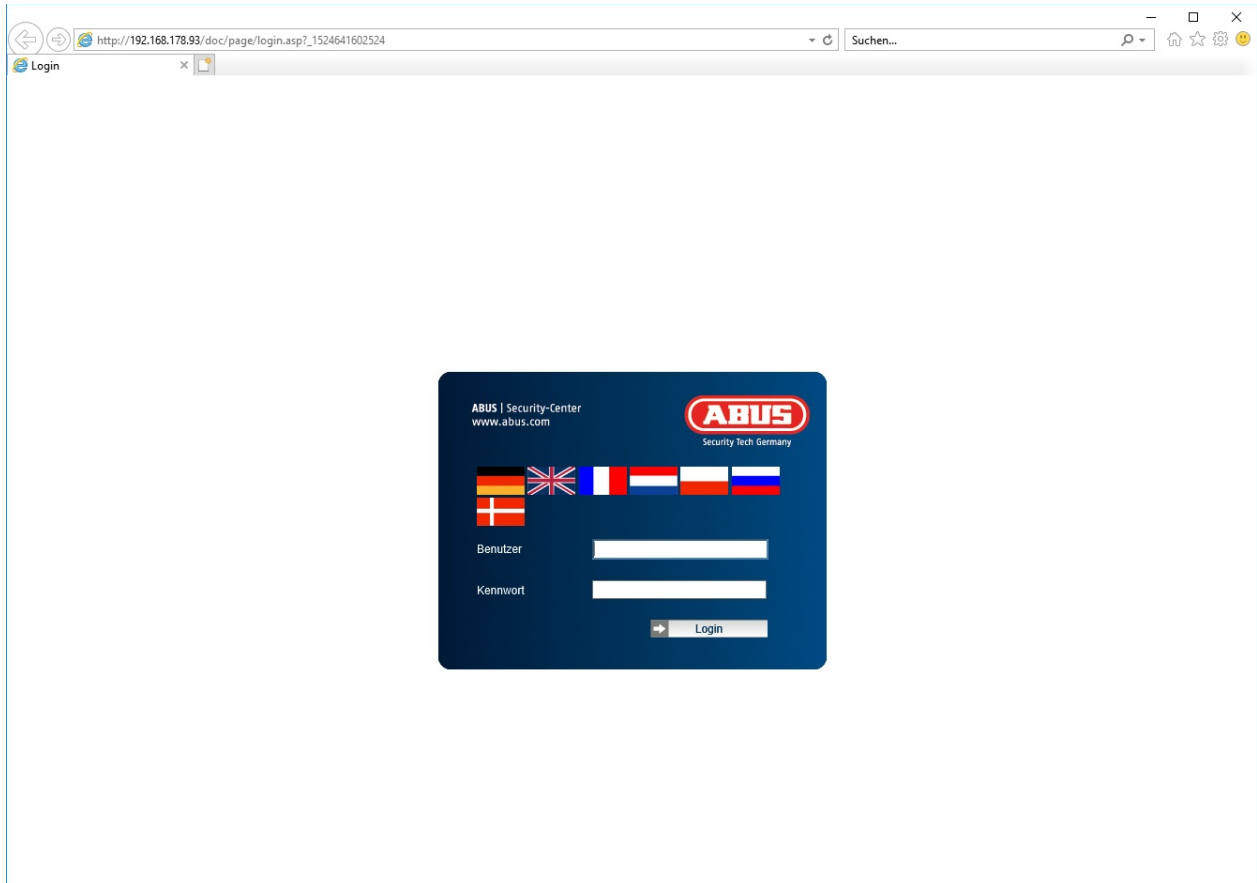 http://192.168.178.93/doc/page/login.asp?_1524641602524
Suchen...
Login
ABUS | Security-Center
www.abus.com
ABUS
Security Tech Germany
Benutzer
Kennwort
Login